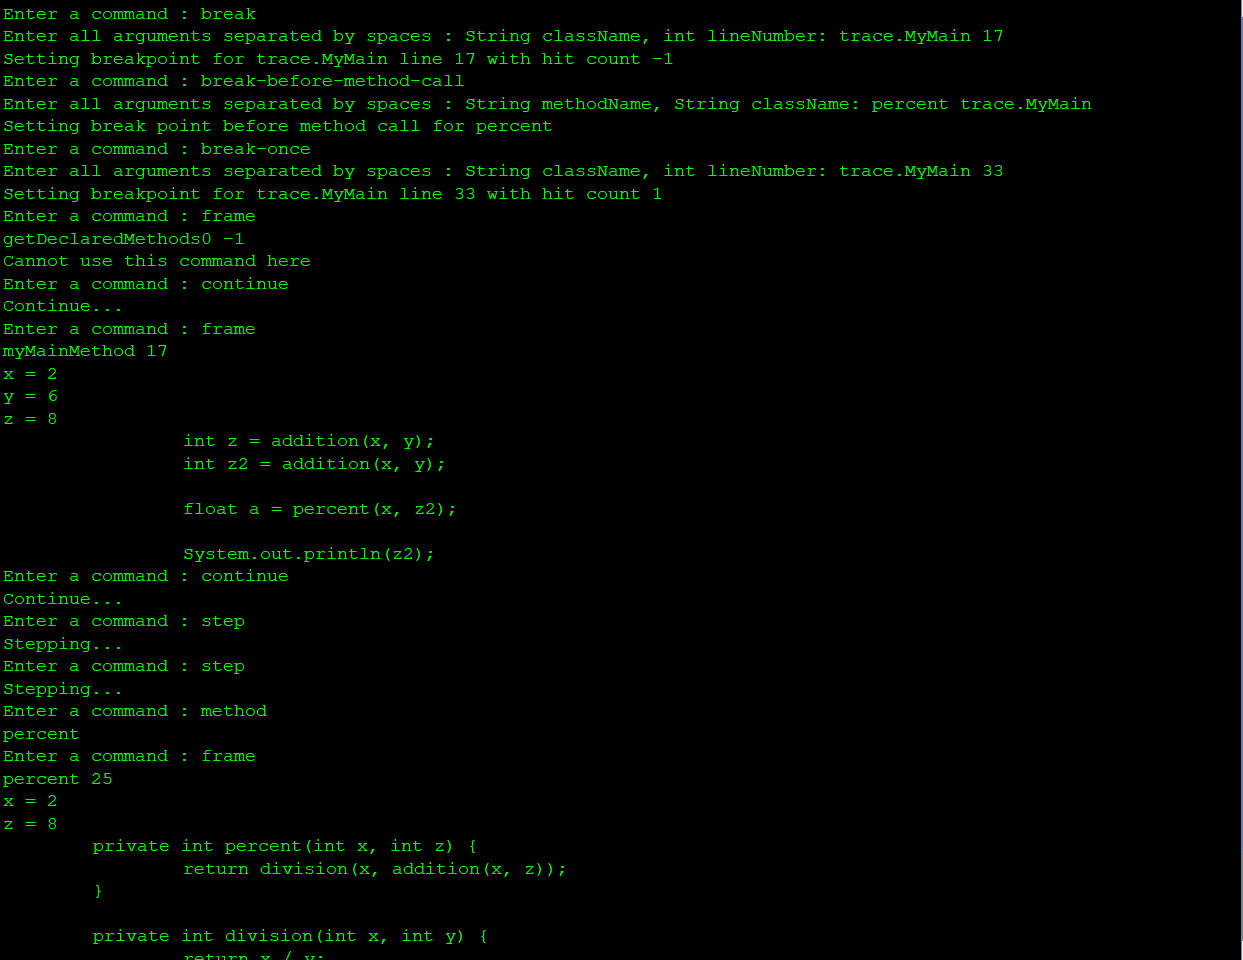 Enter a command : break
Enter all arguments separated by spaces : String className, int lineNumber: trace.MyMain 17
Setting breakpoint for trace.MyMain line 17 with hit count -1
Enter a command : break-before-method-call
Enter all arguments separated by spaces : String methodName, String className: percent trace.MyMain
Setting break point before method call for percent
Enter a command : break-once
Enter all arguments separated by spaces : String className, int lineNumber: trace.MyMain 33
Setting breakpoint for trace.MyMain line 33 with hit count 1
Enter a command : frame
getDeclaredMethods0 -1
Cannot use this command here
Enter a command : continue
Continue...
Enter a command : frame
myMainMethod 17
x = 2
y = 6
z = 8
int z = addition(x, y);
int z2 = addition(x, y);
float a = percent(x, z2);
System.out.println(z2);
Enter a command : continue
Continue...
Enter a command : step
Stepping...
Enter a command : step
Stepping...
Enter a command : method
percent
Enter a command : frame
percent 25
x = 2
z = 8
private int percent(int x, int z) {
return division(x, addition(x, z));
}
private int division(int x, int y) {
return x / y;